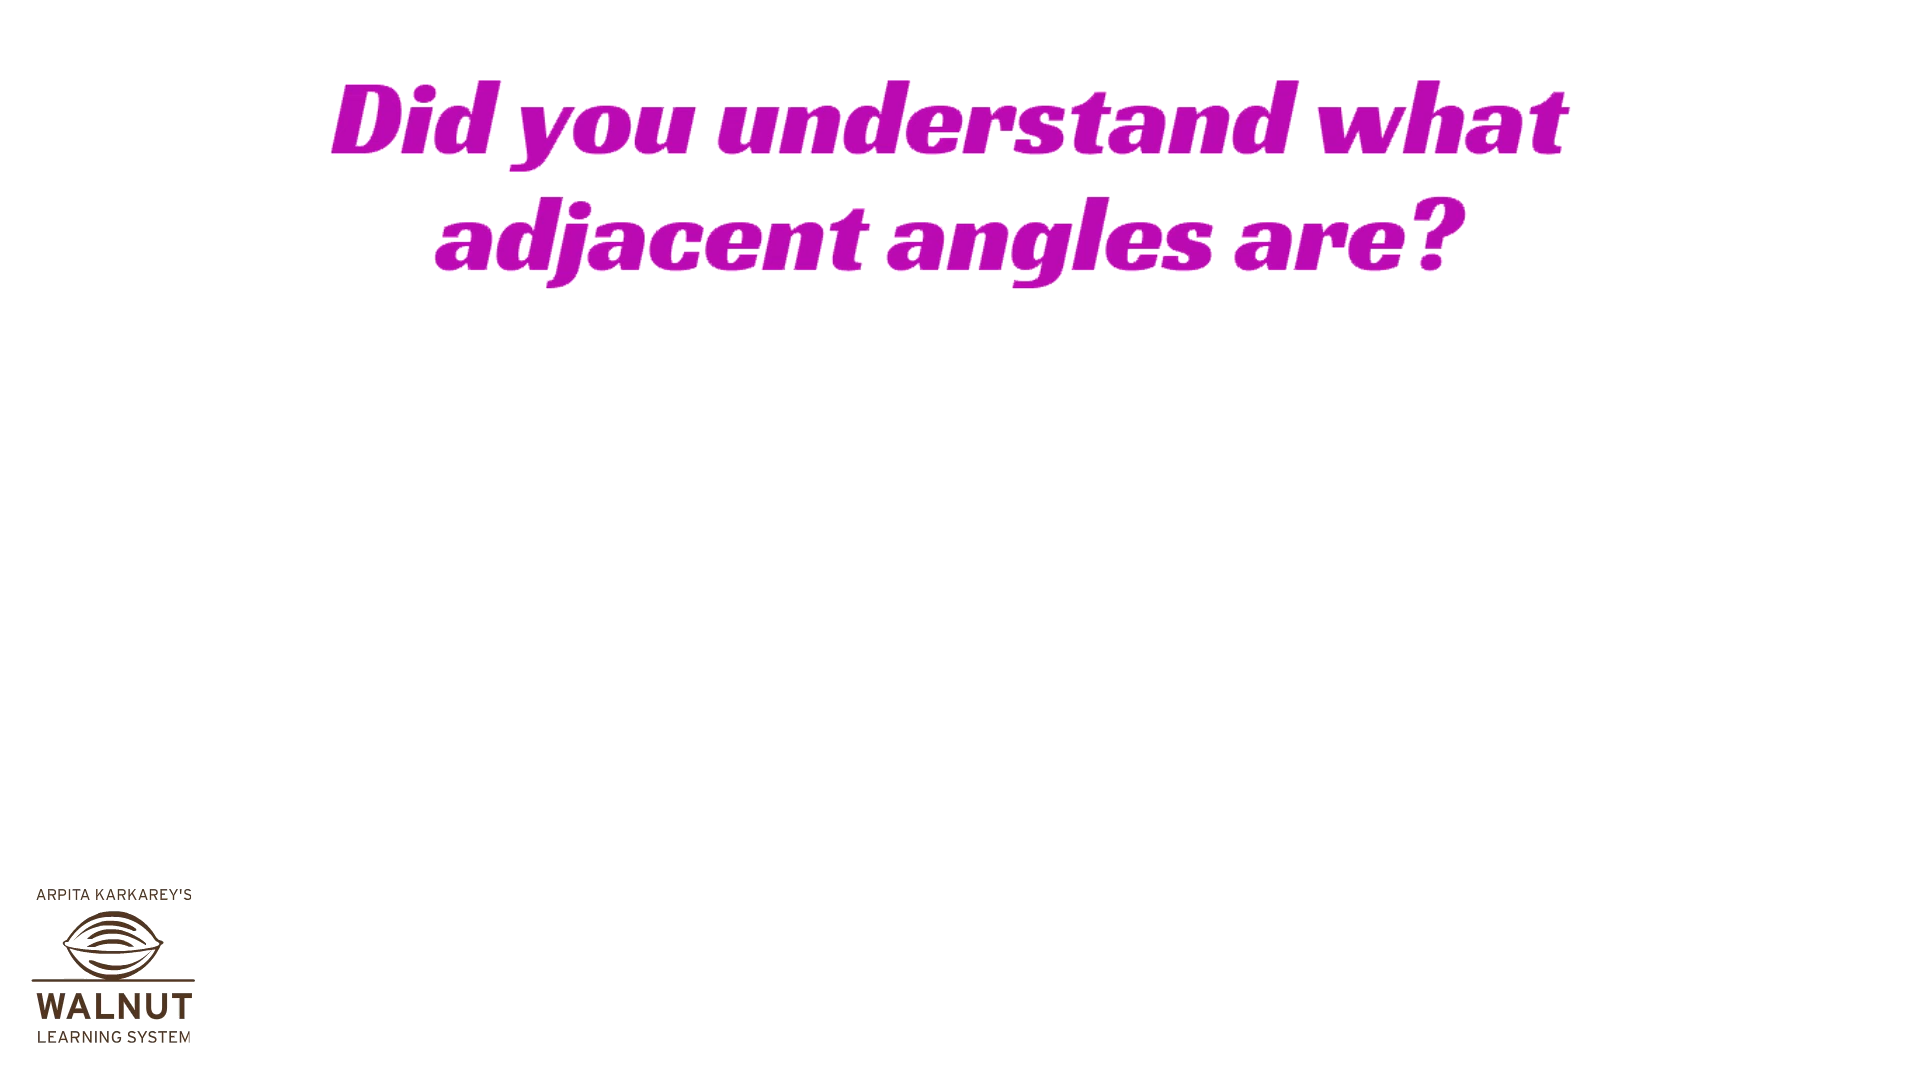 Did you understand what
adjacent angles are?
ARPITA KARKAREY'S
WALNUT
LEARNING SYSTEM